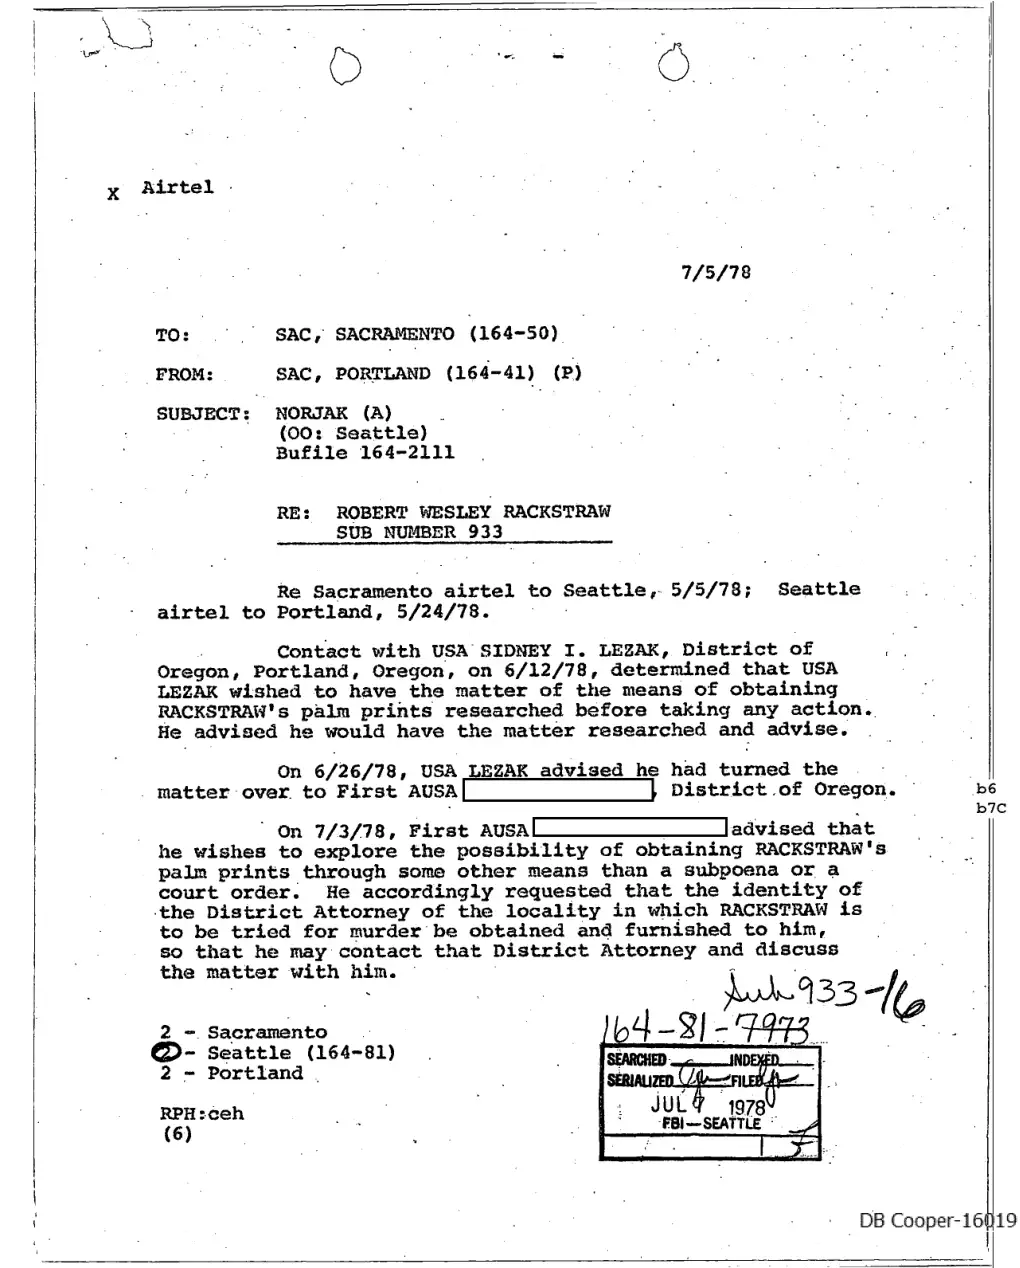 X Airtel
7/5/78
TO: SAC, SACRAMENTO (164-50)
FROM: SAC, PORTLAND (164-41) (P)
SUBJECT: NORJAK (A)
(OO: Seattle)
Bufile 164-2111
RE: ROBERT WESLEY RACKSTRAW
SUB NUMBER 933
Re Sacramento airtel to Seattle, 5/5/78; Seattle
airtel to Portland, 5/24/78.
Contact with USA SIDNEY I. LEZAK, District of
Oregon, Portland, Oregon, on 6/12/78, determined that USA
LEZAK wished to have the matter of the means of obtaining
RACKSTRAW's palm prints researched before taking any action.
He advised he would have the matter researched and advise.
On 6/26/78, USA LEZAK advised he had turned the
matter over to First AUSA , District of Oregon.
b6
b7C
On 7/3/78, First AUSA advised that
he wishes to explore the possibility of obtaining RACKSTRAW's
palm prints through some other means than a subpoena or a
court order. He accordingly requested that the identity of
the District Attorney of the locality in which RACKSTRAW is
to be tried for murder be obtained and furnished to him,
so that he may contact that District Attorney and discuss
the matter with him.
Sub 933-16
164-81-7973
2 - Sacramento
2 - Seattle (164-81)
2 - Portland
RPH:ceh
(6)
SEARCHED INDEXED
SERIALIZED FILED
JUL 1978
FBI—SEATTLE
DB Cooper-16019